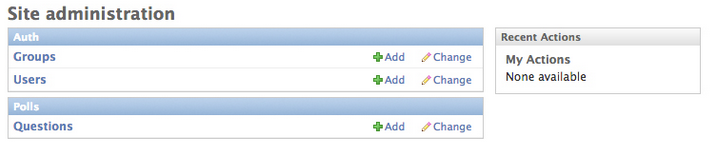 Site administration
Auth
Groups Add Change
Users Add Change
Polls
Questions Add Change
Recent Actions
My Actions
None available